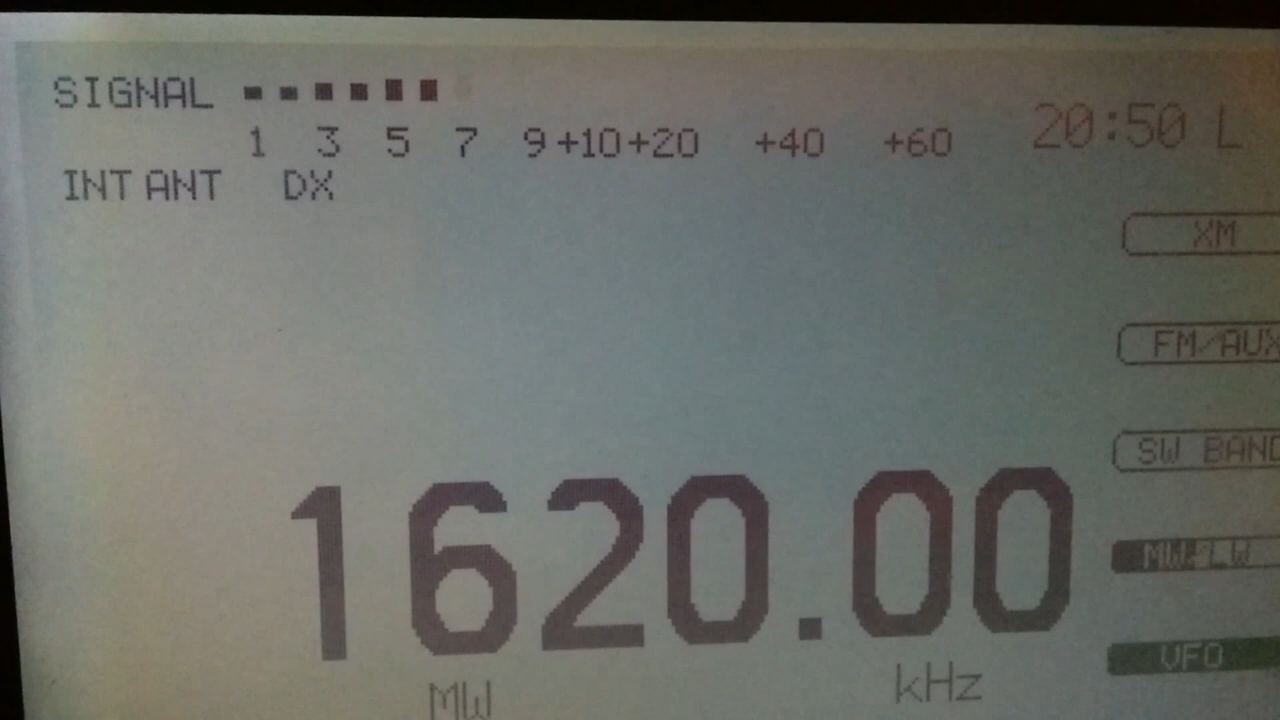 SIGNAL
1 3 5 7 9 +10 +20 +40 +60
20:50 L
INT ANT DX
XM
FM/AUX
SW BAND
MW/LW
VFO
1620.00
MW kHz